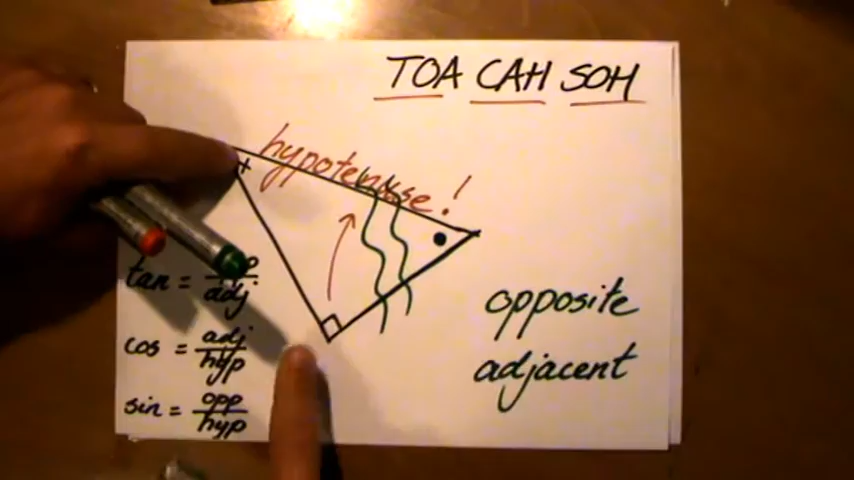 TOA CAH SOH
hypotenuse!
tan = adj
cos = adj/hyp
sin = opp/hyp
opposite
adjacent